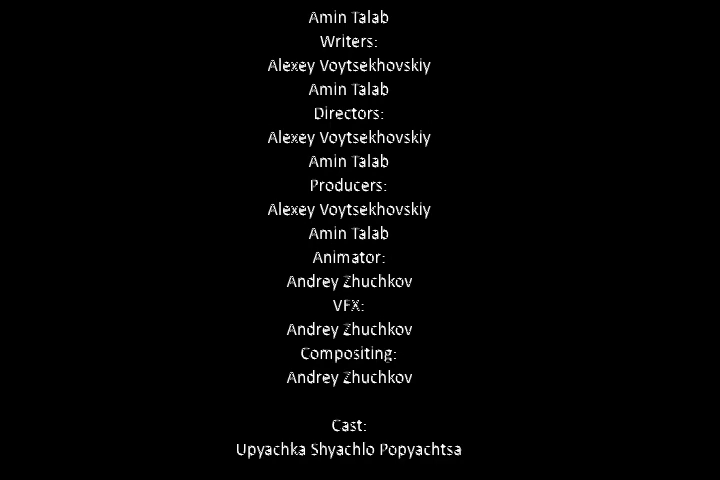 Amin Talab
Writers:
Alexey Voytsekhovskiy
Amin Talab
Directors:
Alexey Voytsekhovskiy
Amin Talab
Producers:
Alexey Voytsekhovskiy
Amin Talab
Animator:
Andrey Zhuchkov
VFX:
Andrey Zhuchkov
Compositing:
Andrey Zhuchkov
Cast:
Upyachka Shyachlo Popyachtsa